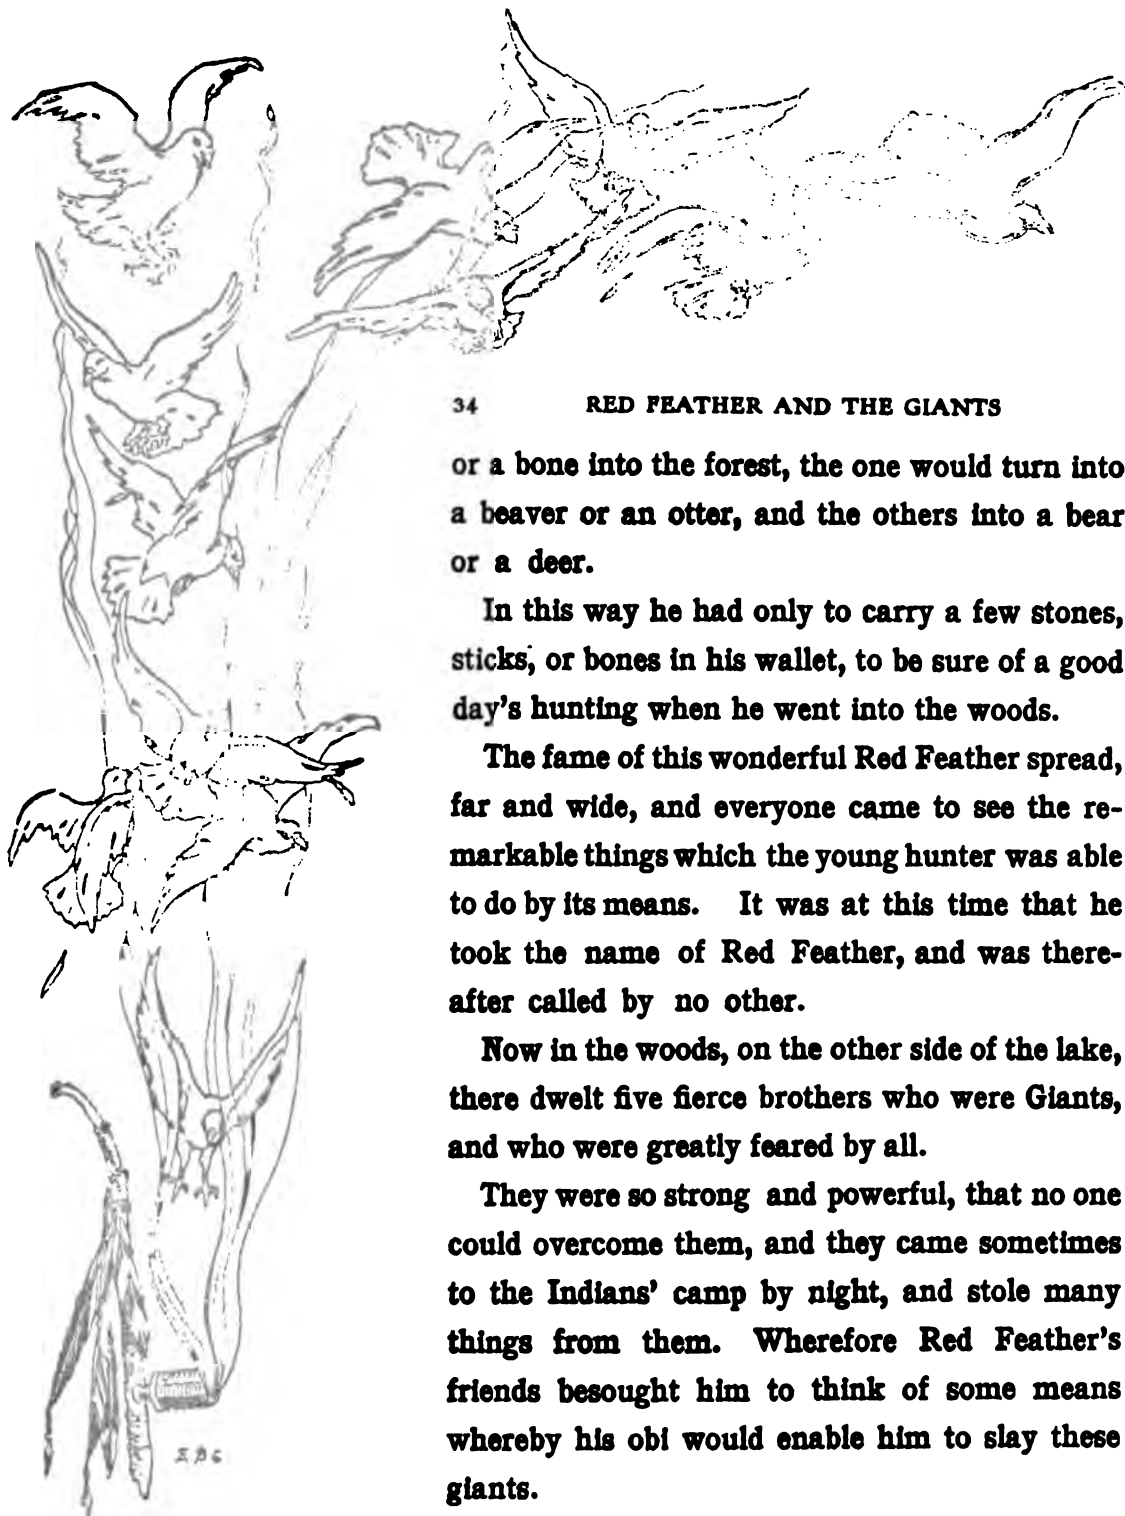 34 RED FEATHER AND THE GIANTS
or a bone into the forest, the one would turn into
a beaver or an otter, and the others into a bear
or a deer.
In this way he had only to carry a few stones,
sticks, or bones in his wallet, to be sure of a good
day's hunting when he went into the woods.
The fame of this wonderful Red Feather spread,
far and wide, and everyone came to see the re-
markable things which the young hunter was able
to do by its means. It was at this time that he
took the name of Red Feather, and was there-
after called by no other.
Now in the woods, on the other side of the lake,
there dwelt five fierce brothers who were Giants,
and who were greatly feared by all.
They were so strong and powerful, that no one
could overcome them, and they came sometimes
to the Indians' camp by night, and stole many
things from them. Wherefore Red Feather's
friends besought him to think of some means
whereby his obi would enable him to slay these
giants.